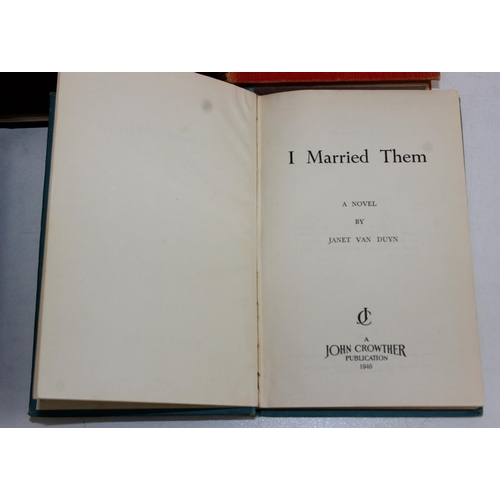 I Married Them
A NOVEL
BY
JANET VAN DUYN
JC
A
JOHN CROWTHER
PUBLICATION
1946